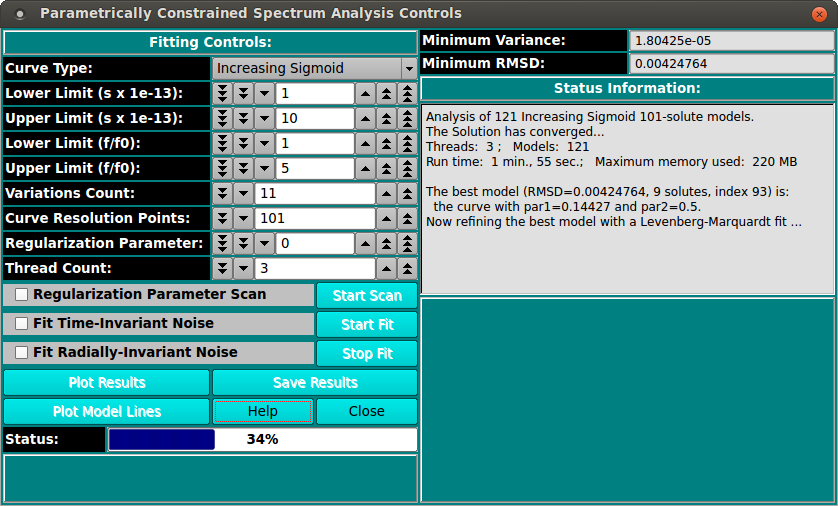 Parametrically Constrained Spectrum Analysis Controls
Fitting Controls:
Curve Type: Increasing Sigmoid
Lower Limit (s x 1e-13): 1
Upper Limit (s x 1e-13): 10
Lower Limit (f/f0): 1
Upper Limit (f/f0): 5
Variations Count: 11
Curve Resolution Points: 101
Regularization Parameter: 0
Thread Count: 3
Regularization Parameter Scan Start Scan
Fit Time-Invariant Noise Start Fit
Fit Radially-Invariant Noise Stop Fit
Plot Results Save Results
Plot Model Lines Help Close
Status: 34%
Minimum Variance: 1.80425e-05
Minimum RMSD: 0.00424764
Status Information:
Analysis of 121 Increasing Sigmoid 101-solute models.
The Solution has converged...
Threads: 3 ; Models: 121
Run time: 1 min., 55 sec.; Maximum memory used: 220 MB
The best model (RMSD=0.00424764, 9 solutes, index 93) is:
the curve with par1=0.14427 and par2=0.5.
Now refining the best model with a Levenberg-Marquardt fit ...